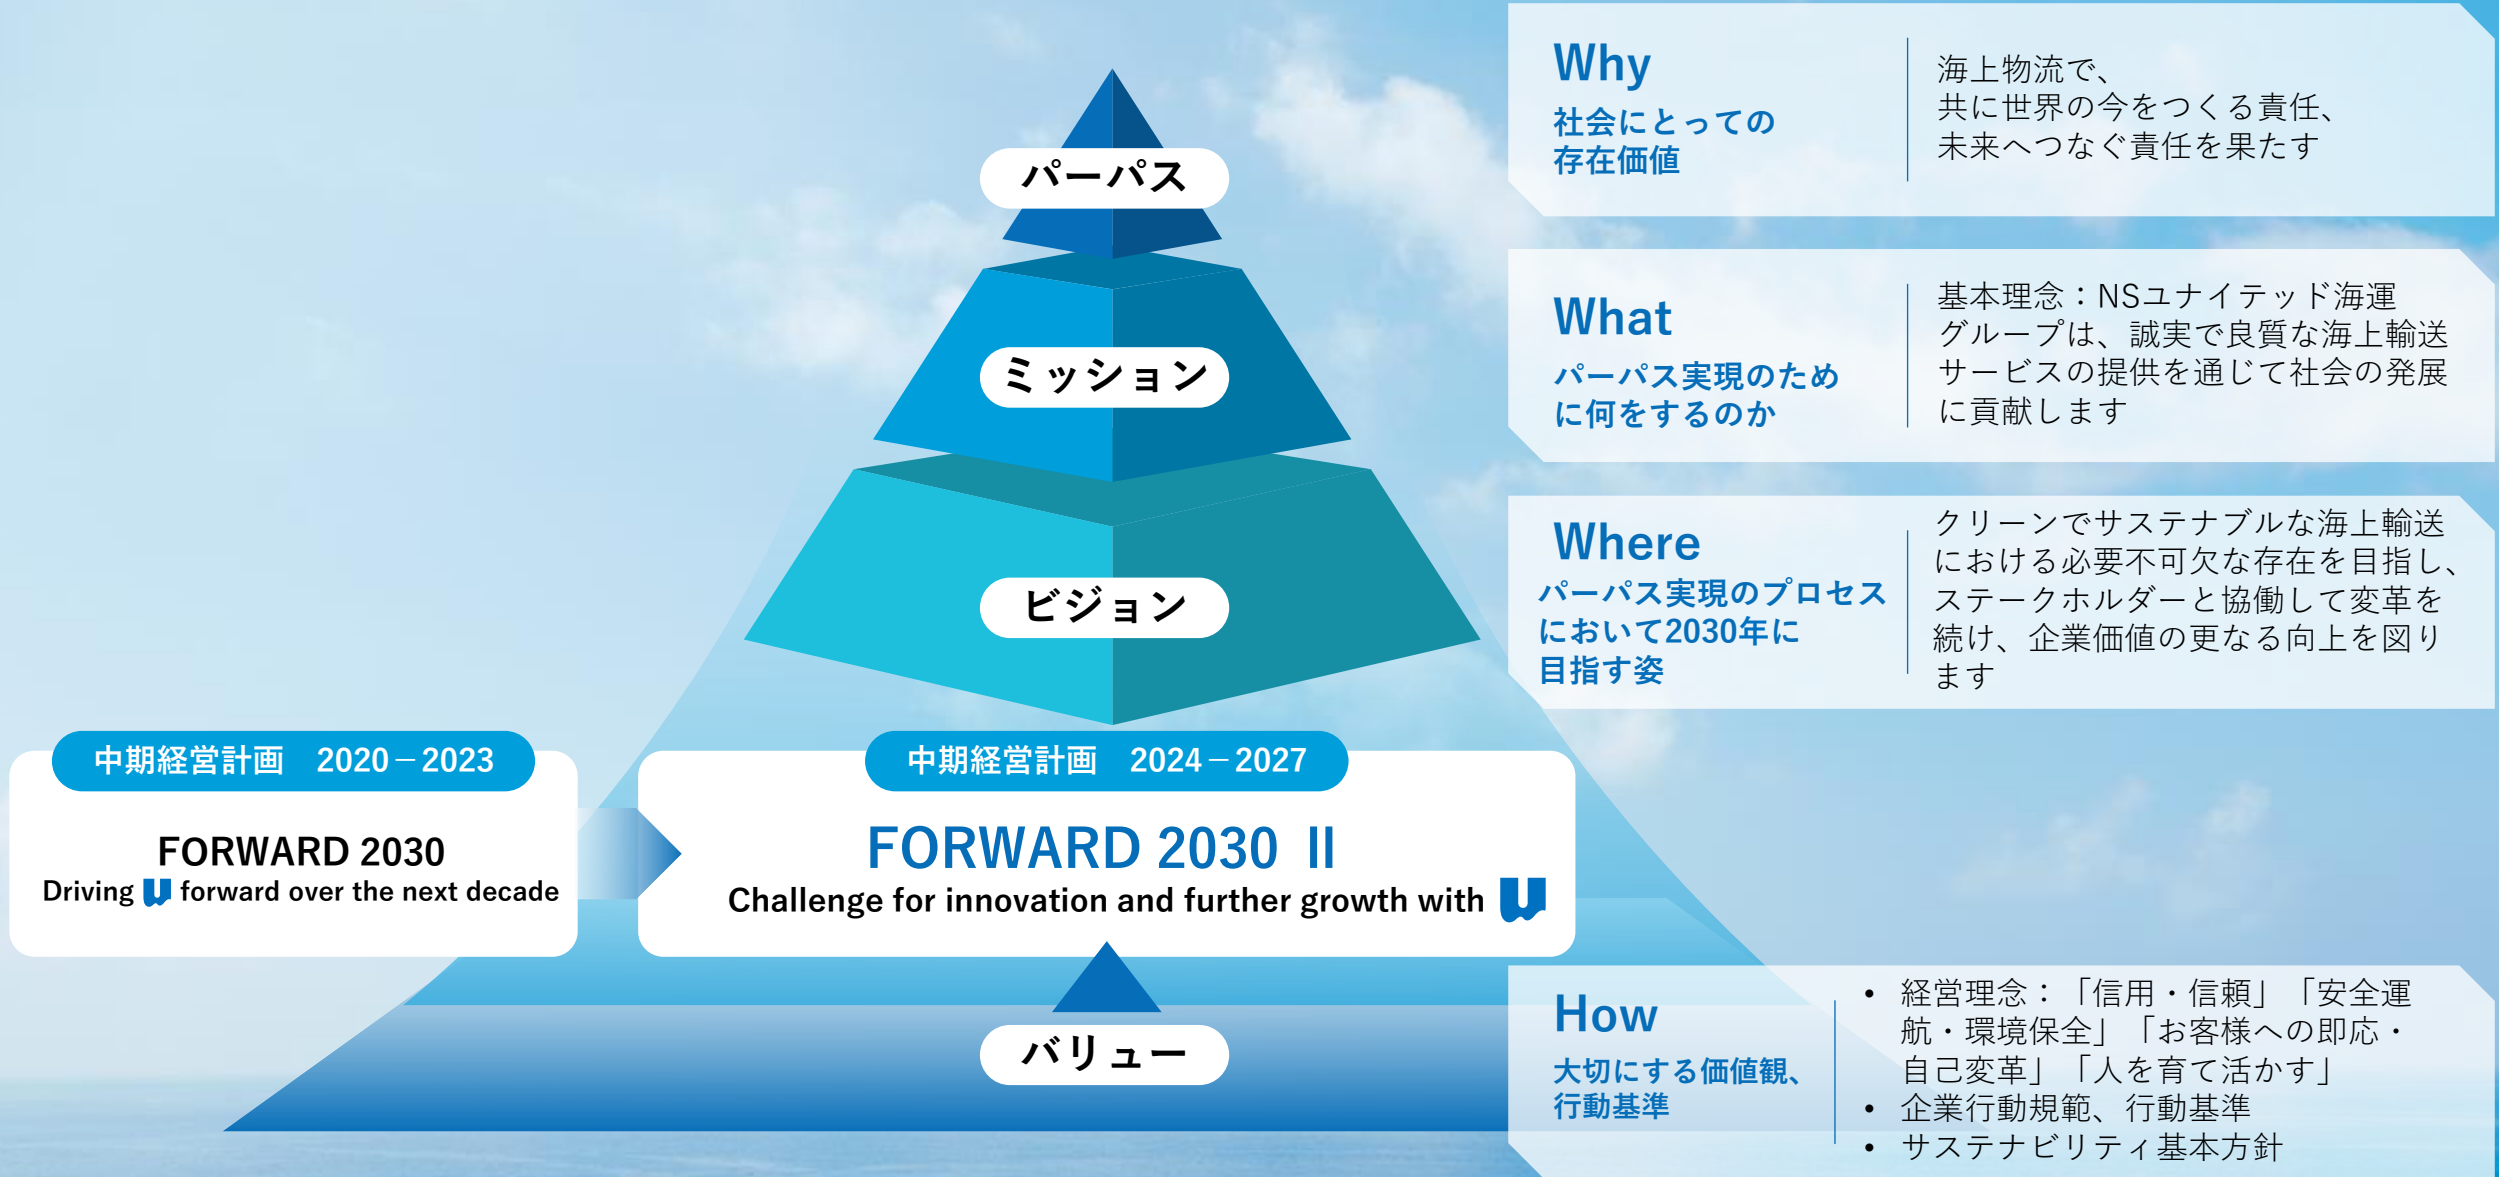 パーパス
ミッション
ビジョン
中期経営計画　2020－2023
FORWARD 2030
Driving U forward over the next decade
中期経営計画　2024－2027
FORWARD 2030 Ⅱ
Challenge for innovation and further growth with U
バリュー
Why
社会にとっての
存在価値
海上物流で、
共に世界の今をつくる責任、
未来へつなぐ責任を果たす
What
パーパス実現のため
に何をするのか
基本理念：NSユナイテッド海運
グループは、誠実で良質な海上輸送
サービスの提供を通じて社会の発展
に貢献します
Where
パーパス実現のプロセス
において2030年に
目指す姿
クリーンでサステナブルな海上輸送
における必要不可欠な存在を目指し、
ステークホルダーと協働して変革を
続け、企業価値の更なる向上を図り
ます
How
大切にする価値観、
行動基準
• 経営理念：「信用・信頼」「安全運
航・環境保全」「お客様への即応・
自己変革」「人を育て活かす」
• 企業行動規範、行動基準
• サステナビリティ基本方針